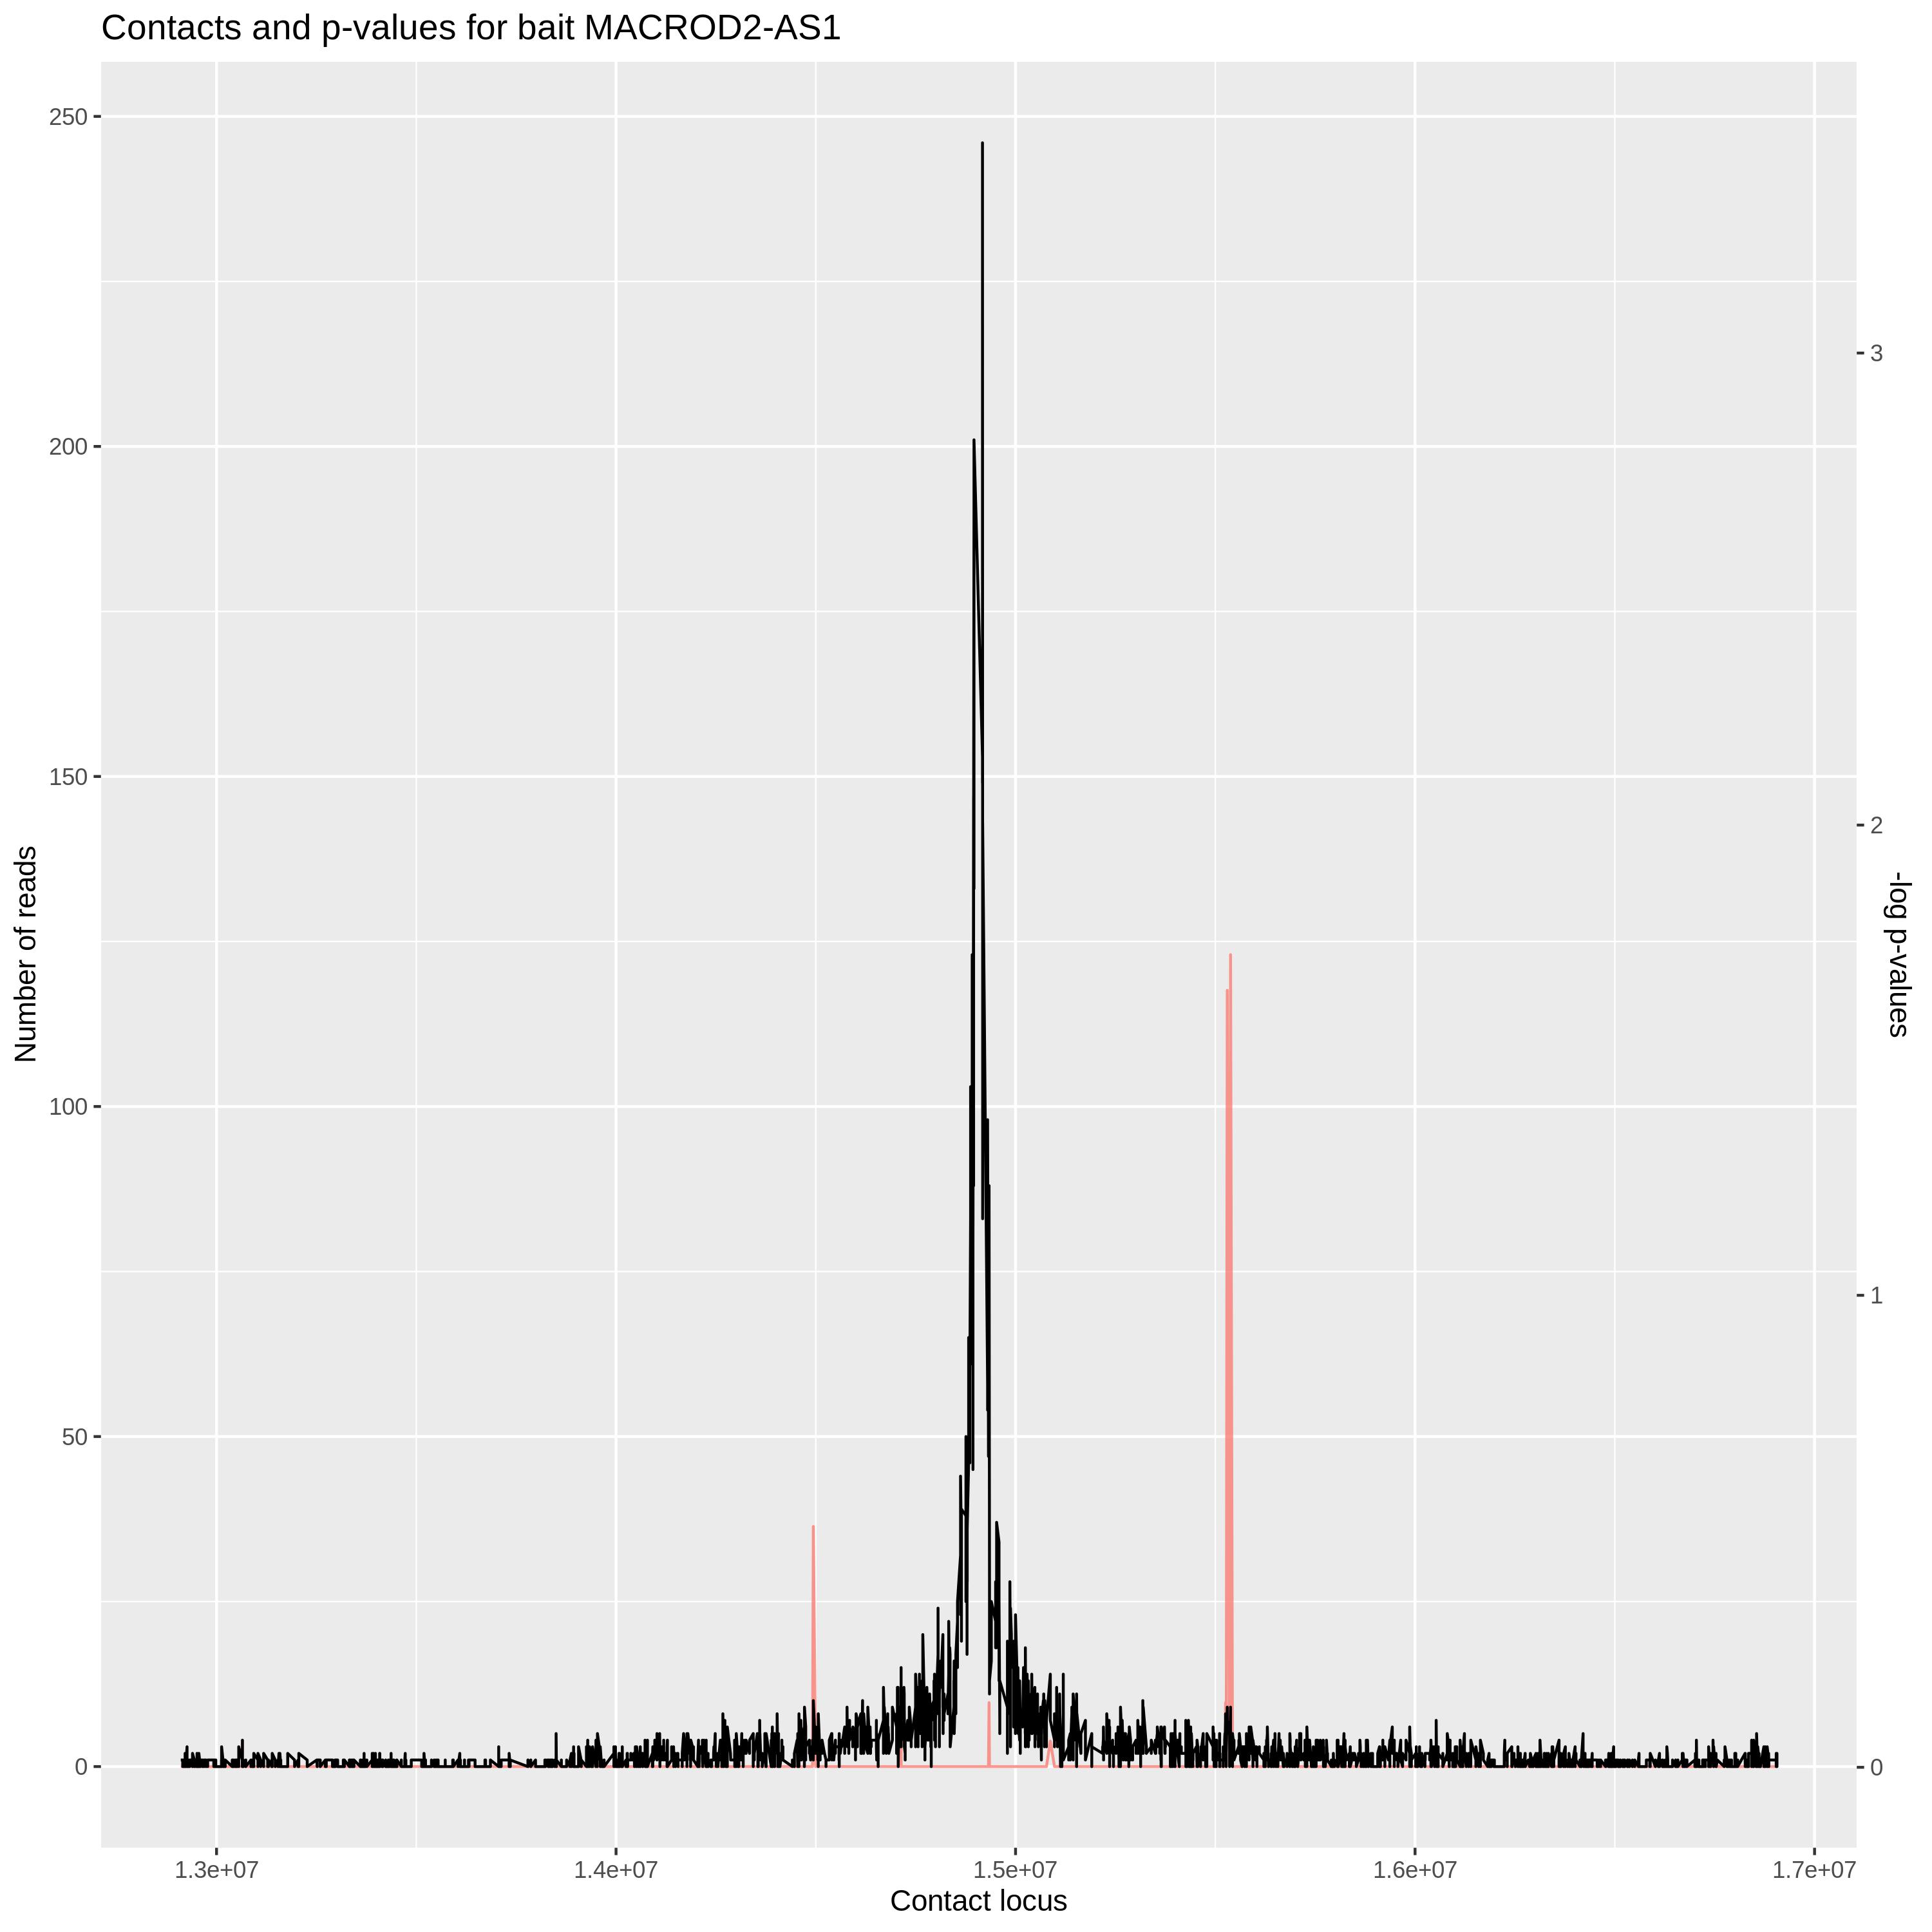 Contacts and p-values for bait MACROD2-AS1
250
200
150
100
50
0
Number of reads
3
2
1
0
-log p-values
1.3e+07
1.4e+07
1.5e+07
1.6e+07
1.7e+07
Contact locus